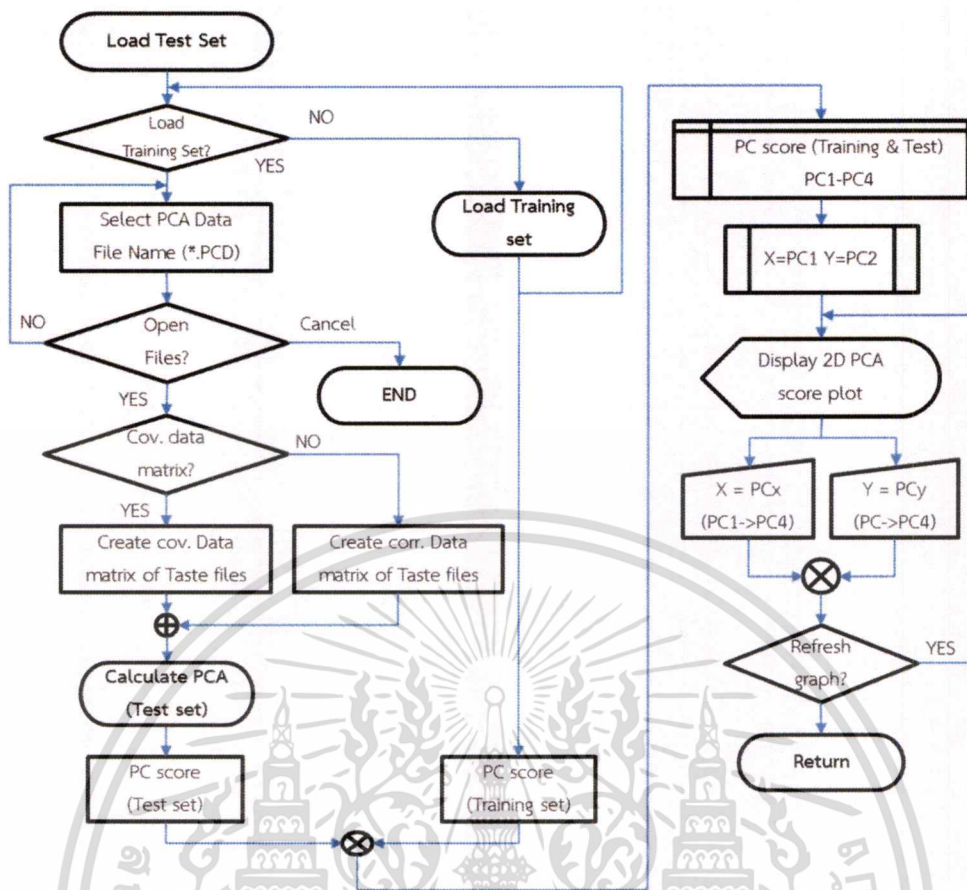 Load Test Set
Load
Training Set?
NO
YES
Select PCA Data
File Name (*.PCD)
Load Training
set
NO
Open
Files?
Cancel
YES
END
Cov. data
matrix?
NO
YES
Create cov. Data
matrix of Taste files
Create corr. Data
matrix of Taste files
Calculate PCA
(Test set)
PC score
(Test set)
PC score
(Training set)
PC score (Training & Test)
PC1-PC4
X=PC1 Y=PC2
Display 2D PCA
score plot
X = PCx
(PC1->PC4)
Y = PCy
(PC->PC4)
Refresh
graph?
YES
Return